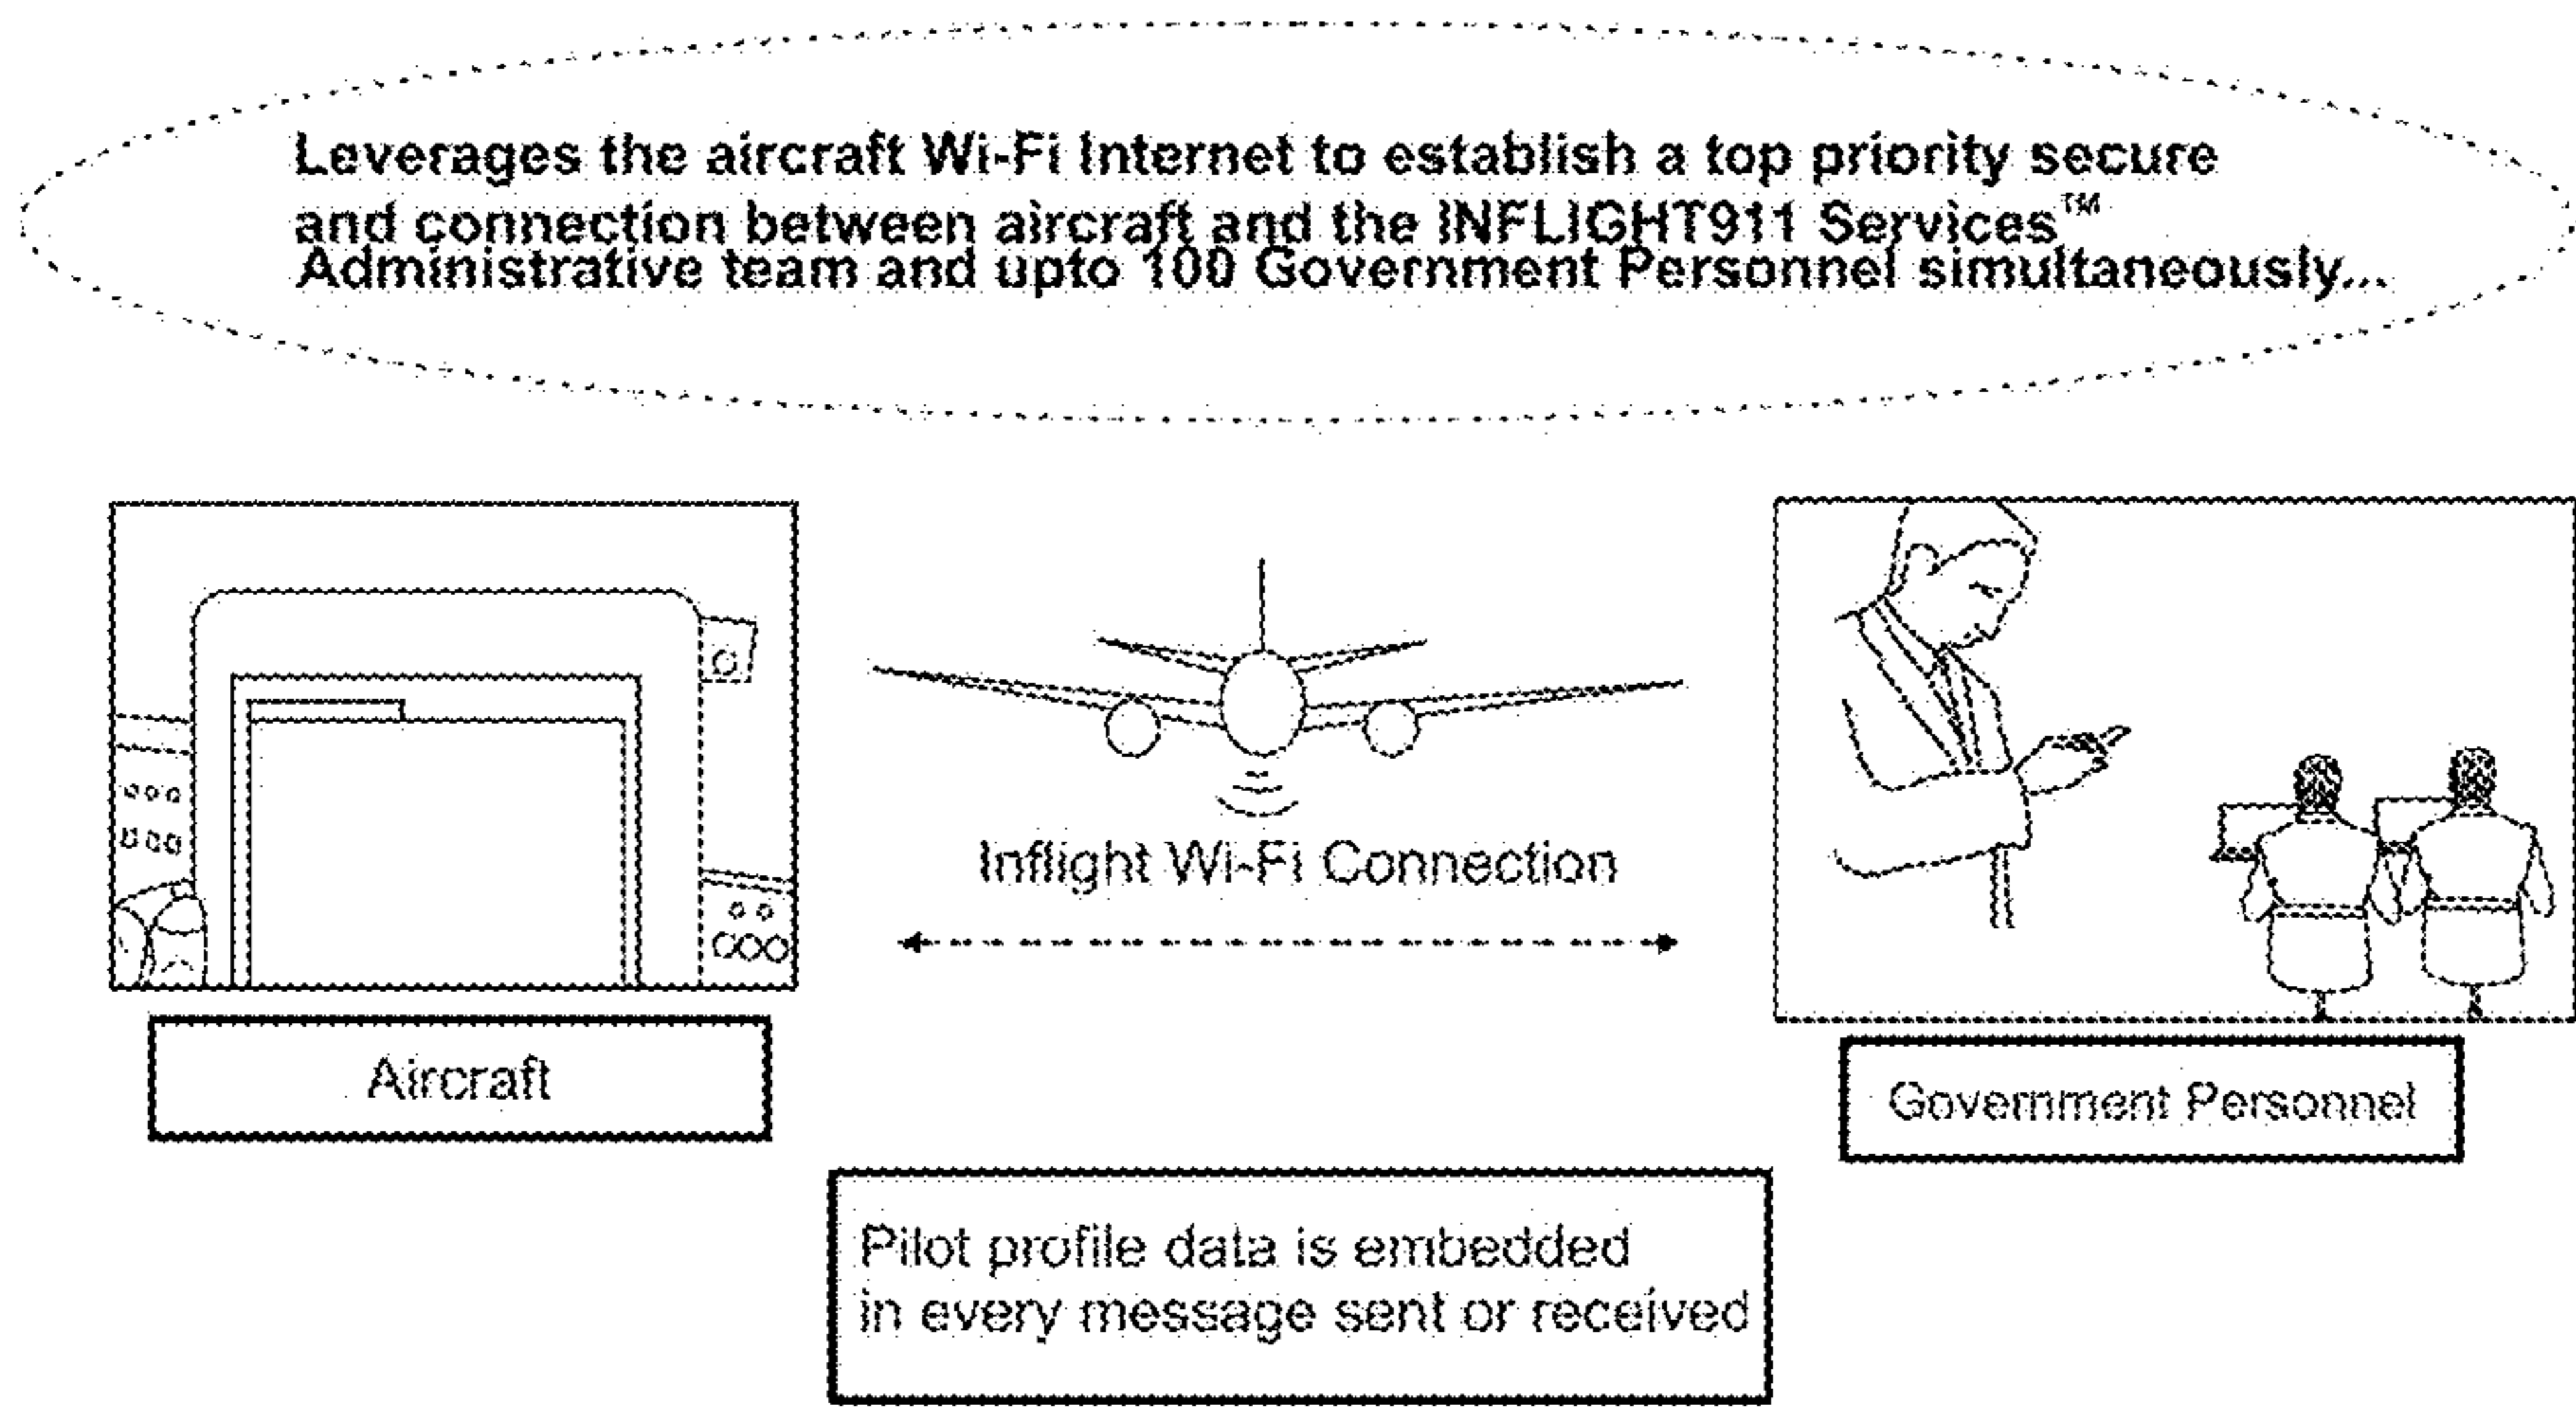 Leverages the aircraft Wi-Fi Internet to establish a top priority secure
and connection between aircraft and the INFLIGHT911 Services™
Administrative team and upto 100 Government Personnel simultaneously...
Inflight Wi-Fi Connection
Aircraft
Government Personnel
Pilot profile data is embedded
in every message sent or received